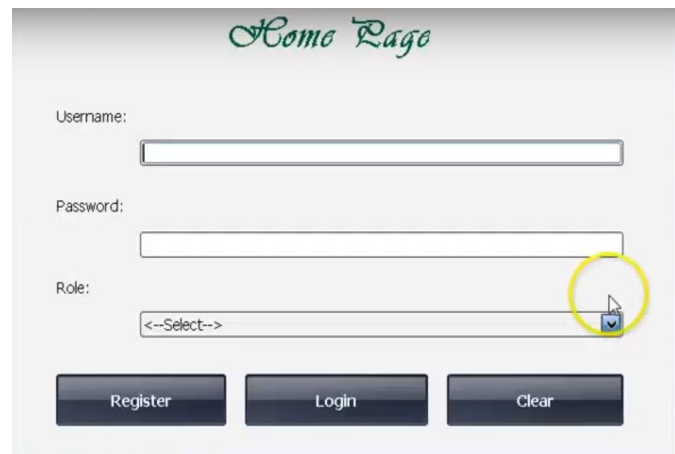 Home Page
Username:
Password:
Role:
<--Select-->
Register Login Clear